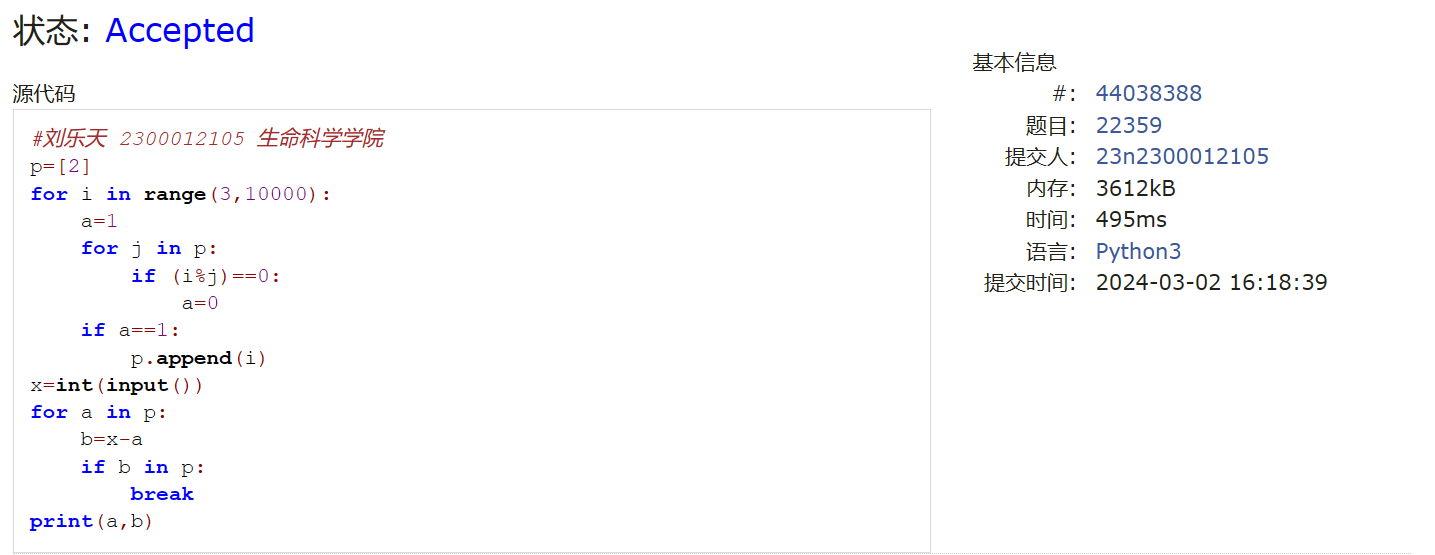 状态: Accepted
源代码
#刘乐天 2300012105 生命科学学院
p=[2]
for i in range(3,10000):
    a=1
    for j in p:
        if (i%j)==0:
            a=0
    if a==1:
        p.append(i)
x=int(input())
for a in p:
    b=x-a
    if b in p:
        break
print(a,b)
基本信息
#: 44038388
题目: 22359
提交人: 23n2300012105
内存: 3612kB
时间: 495ms
语言: Python3
提交时间: 2024-03-02 16:18:39